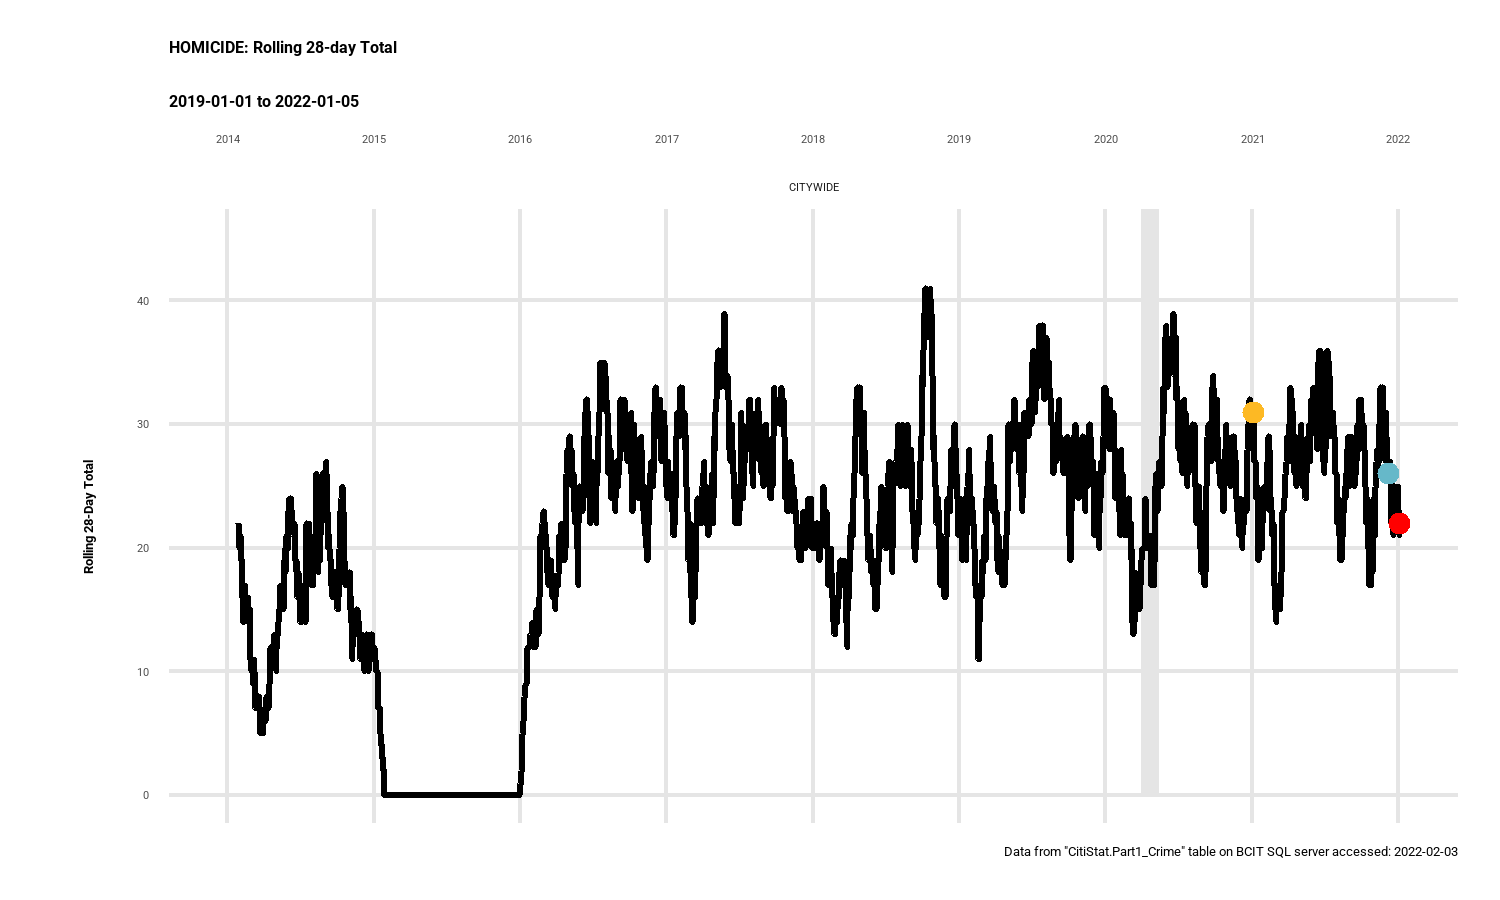 HOMICIDE: Rolling 28-day Total
2019-01-01 to 2022-01-05
2014 2015 2016 2017 2018 2019 2020 2021 2022
CITYWIDE
Rolling 28-Day Total
40
30
20
10
0
Data from "CitiStat.Part1_Crime" table on BCIT SQL server accessed: 2022-02-03